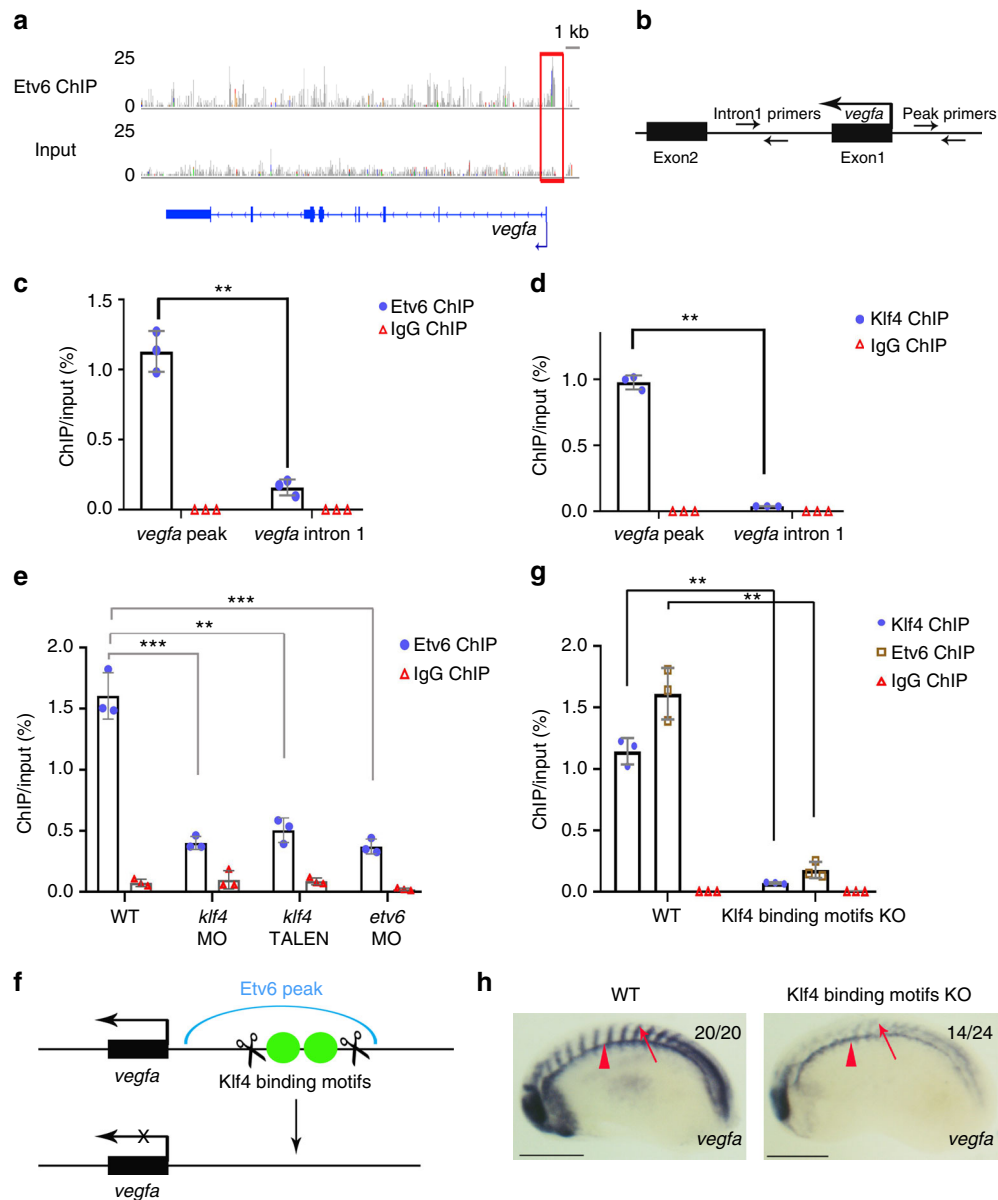 a
1 kb
25
Etv6 ChIP
0
25
Input
0
vegfa
b
Intron1 primers
vegfa
Peak primers
Exon2
Exon1
c
1.5
1.0
0.5
0.0
ChIP/input (%)
**
Etv6 ChIP
IgG ChIP
vegfa peak
vegfa intron 1
d
1.0
0.5
0.0
ChIP/input (%)
**
Klf4 ChIP
IgG ChIP
vegfa peak
vegfa intron 1
e
2.0
1.5
1.0
0.5
0.0
ChIP/input (%)
***
**
***
Etv6 ChIP
IgG ChIP
WT
klf4 MO
klf4 TALEN
etv6 MO
g
2.0
1.5
1.0
0.5
0.0
ChIP/input (%)
**
**
Klf4 ChIP
Etv6 ChIP
IgG ChIP
WT
Klf4 binding motifs KO
f
Etv6 peak
vegfa
Klf4 binding motifs
X
vegfa
h
WT
Klf4 binding motifs KO
20/20
14/24
vegfa
vegfa